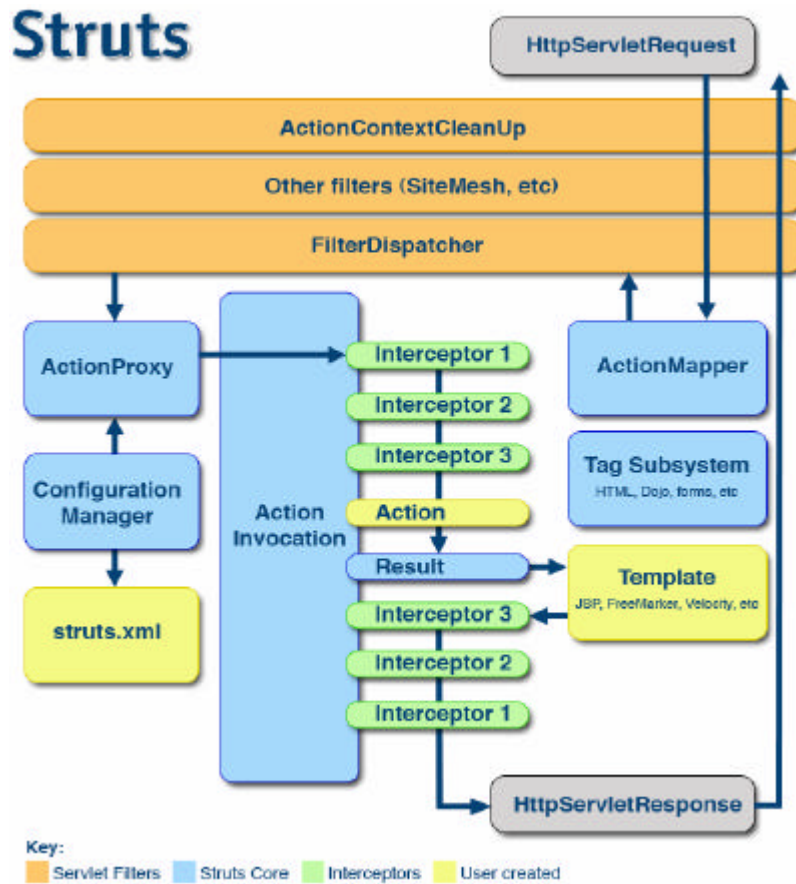 Struts
HttpServletRequest
ActionContextCleanUp
Other filters (SiteMesh, etc)
FilterDispatcher
ActionProxy
Interceptor 1
ActionMapper
Interceptor 2
Interceptor 3
Tag Subsystem
HTML, Dojo, forms, etc
Configuration
Manager
Action
Invocation
Action
Result
Template
JSP, FreeMarker, Velocity, etc
struts.xml
Interceptor 3
Interceptor 2
Interceptor 1
HttpServletResponse
Key:
Servlet Filters
Struts Core
Interceptors
User created